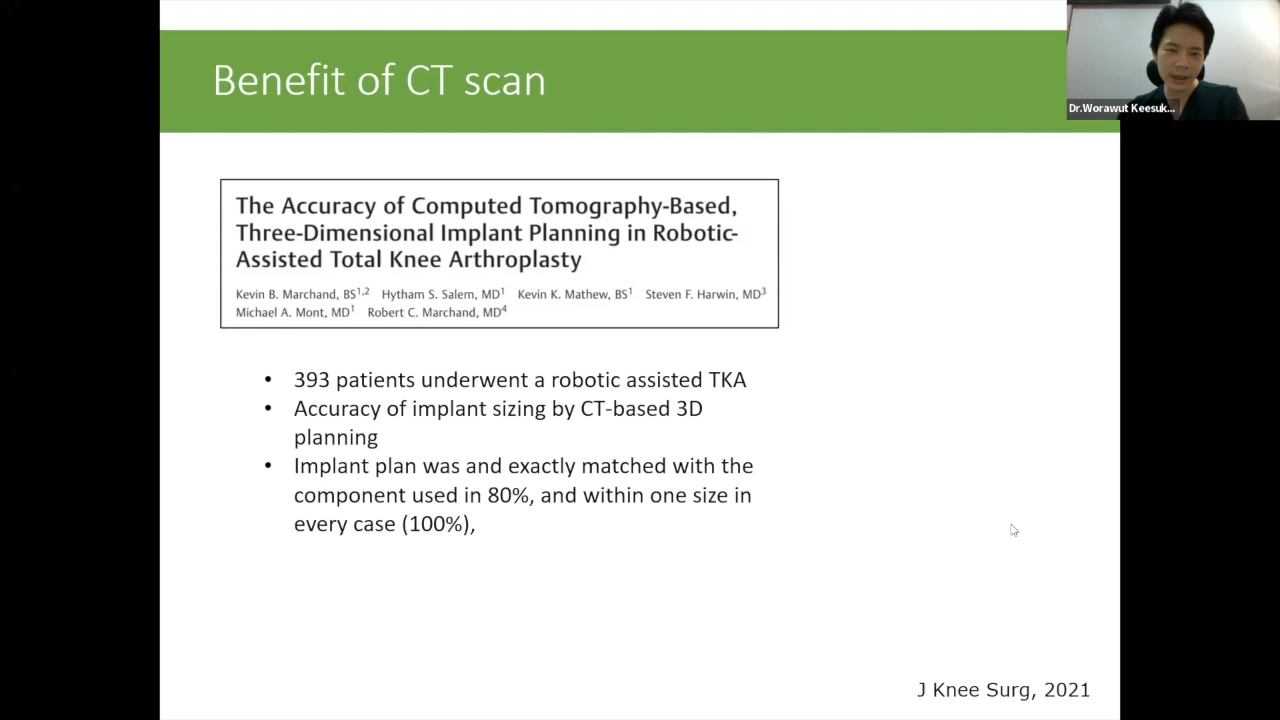 Benefit of CT scan
Dr.Worawut Keesuk...
The Accuracy of Computed Tomography-Based,
Three-Dimensional Implant Planning in Robotic-
Assisted Total Knee Arthroplasty
Kevin B. Marchand, BS1,2 Hytham S. Salem, MD1 Kevin K. Mathew, BS1 Steven F. Harwin, MD3
Michael A. Mont, MD1 Robert C. Marchand, MD4
• 393 patients underwent a robotic assisted TKA
• Accuracy of implant sizing by CT-based 3D
planning
• Implant plan was and exactly matched with the
component used in 80%, and within one size in
every case (100%),
J Knee Surg, 2021